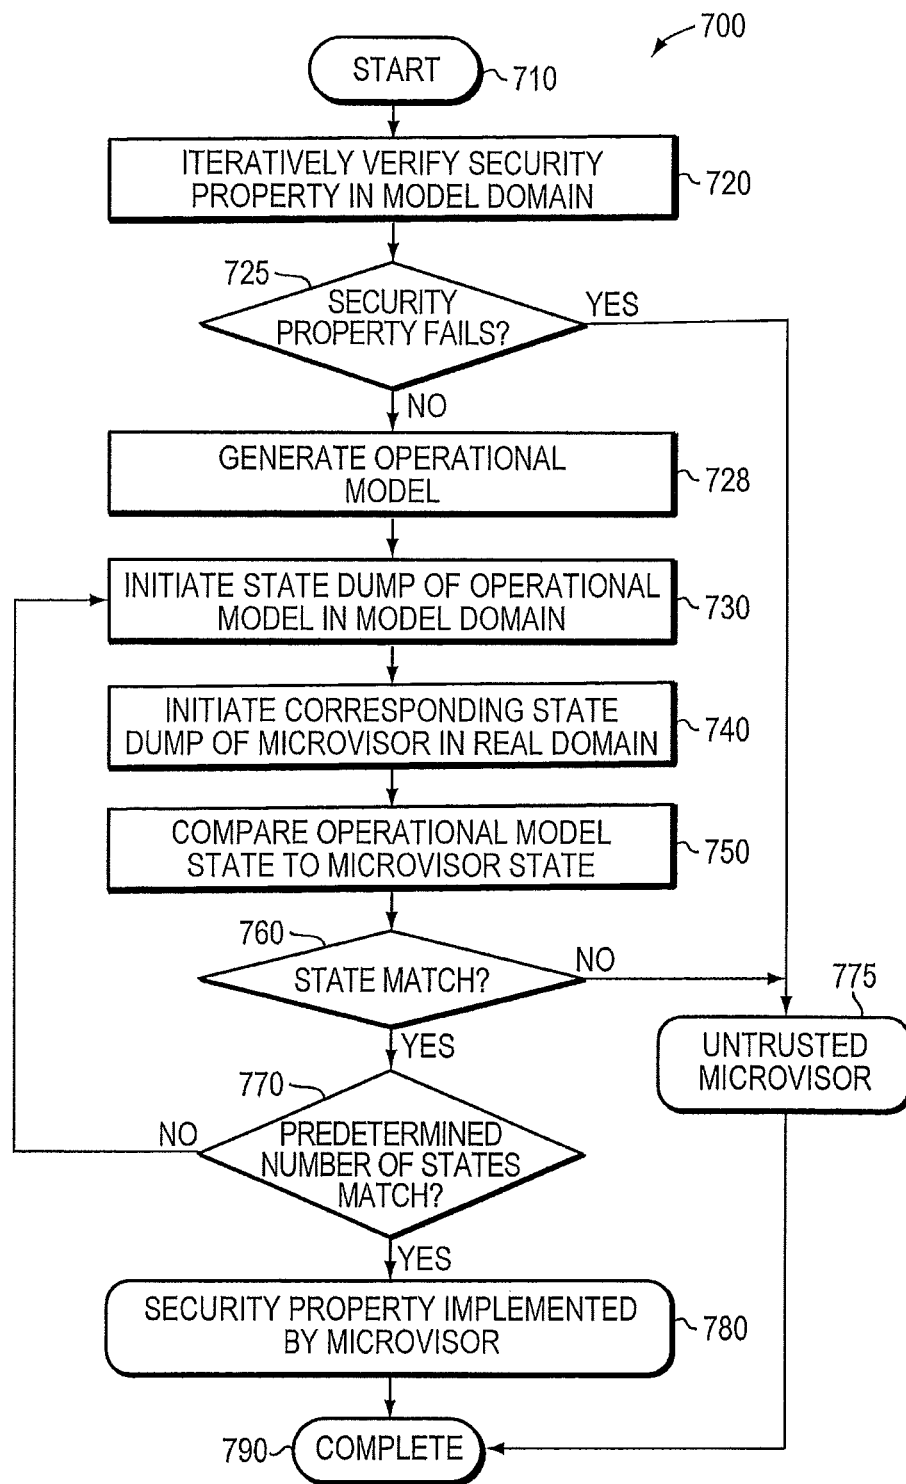 700
START
710
ITERATIVELY VERIFY SECURITY
PROPERTY IN MODEL DOMAIN
720
725
SECURITY
PROPERTY FAILS?
YES
NO
GENERATE OPERATIONAL
MODEL
728
INITIATE STATE DUMP OF OPERATIONAL
MODEL IN MODEL DOMAIN
730
INITIATE CORRESPONDING STATE
DUMP OF MICROVISOR IN REAL DOMAIN
740
COMPARE OPERATIONAL MODEL
STATE TO MICROVISOR STATE
750
760
STATE MATCH?
NO
YES
775
UNTRUSTED
MICROVISOR
770
NO
PREDETERMINED
NUMBER OF STATES
MATCH?
YES
SECURITY PROPERTY IMPLEMENTED
BY MICROVISOR
780
790
COMPLETE